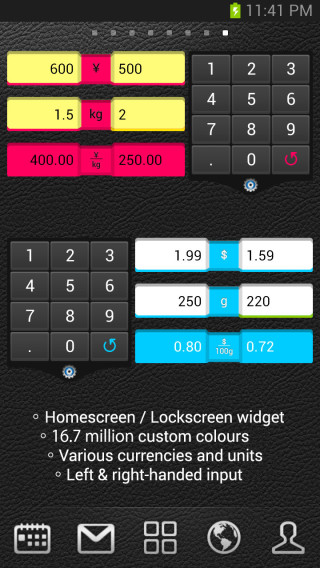 11:41 PM
600 ¥ 500
1.5 kg 2
400.00 ¥/kg 250.00
1 2 3
4 5 6
7 8 9
. 0 ↺
1 2 3
4 5 6
7 8 9
. 0 ↺
1.99 $ 1.59
250 g 220
0.80 $/100g 0.72
◦ Homescreen / Lockscreen widget
◦ 16.7 million custom colours
◦ Various currencies and units
◦ Left & right-handed input